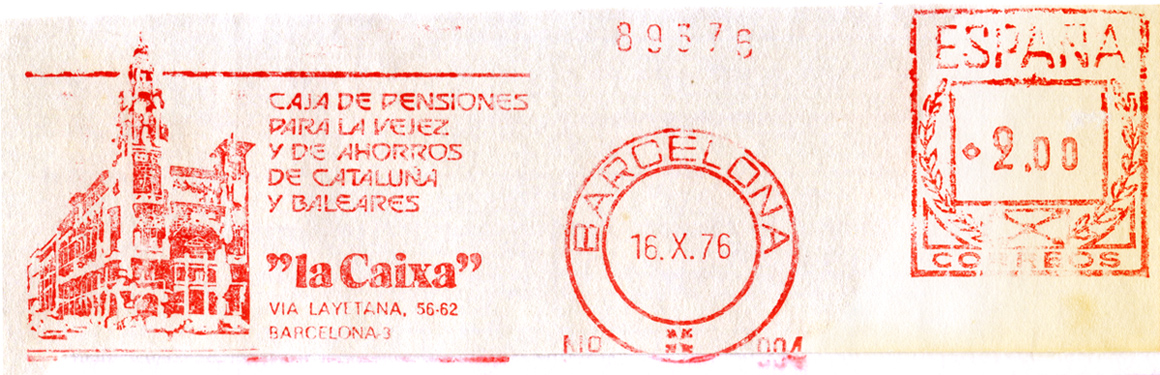 CAJA DE PENSIONES
PARA LA VEJEZ
Y DE AHORROS
DE CATALUÑA
Y BALEARES
"la Caixa"
VIA LAYETANA, 56-62
BARCELONA-3
89376
BARCELONA
16.X.76
NO 004
ESPAÑA
2.00
CORREOS